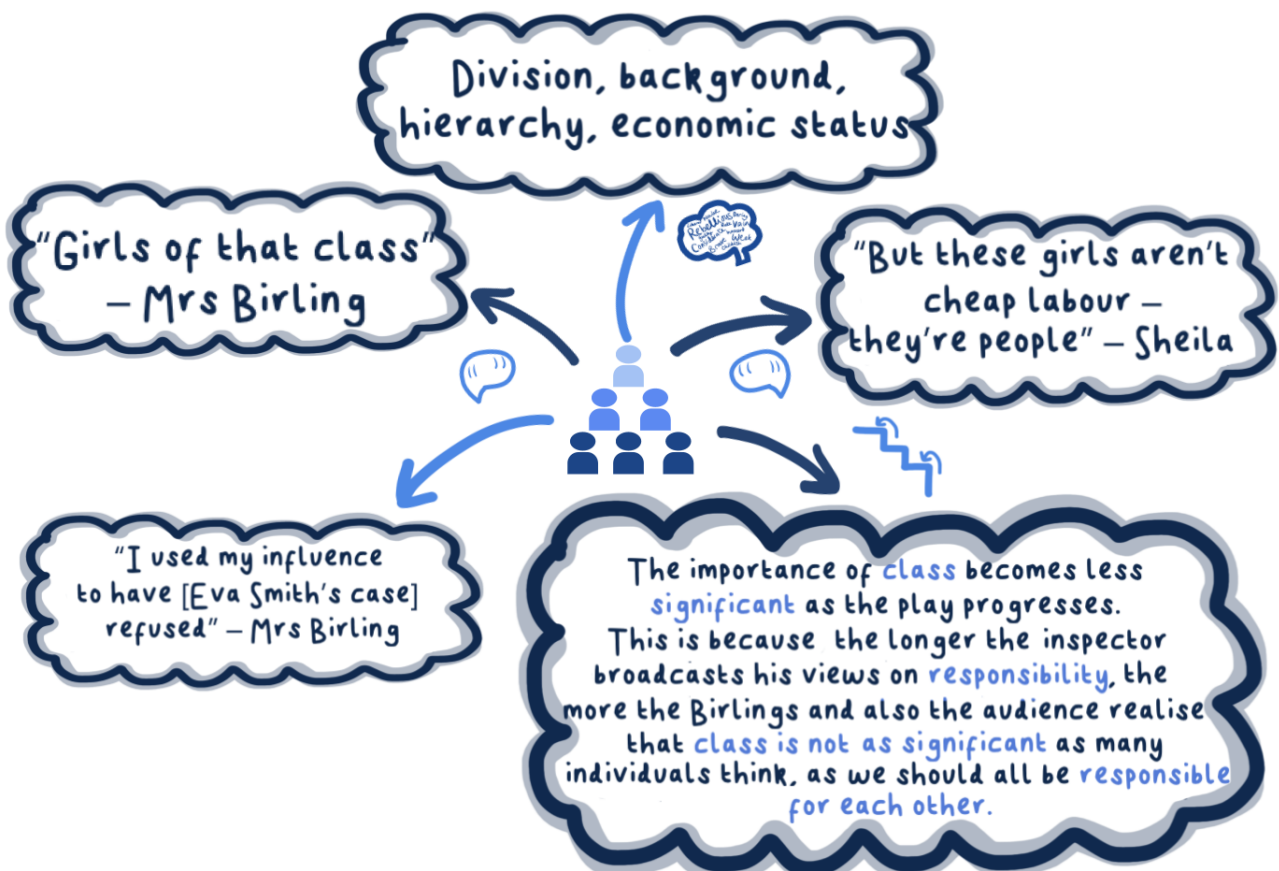 Division, background,
hierarchy, economic status
"Girls of that class"
– Mrs Birling
"But these girls aren't
cheap labour –
they're people" – Sheila
"I used my influence
to have [Eva Smith's case]
refused" – Mrs Birling
The importance of class becomes less
significant as the play progresses.
This is because the longer the inspector
broadcasts his views on responsibility, the
more the Birlings and also the audience realise
that class is not as significant as many
individuals think, as we should all be responsible
for each other.